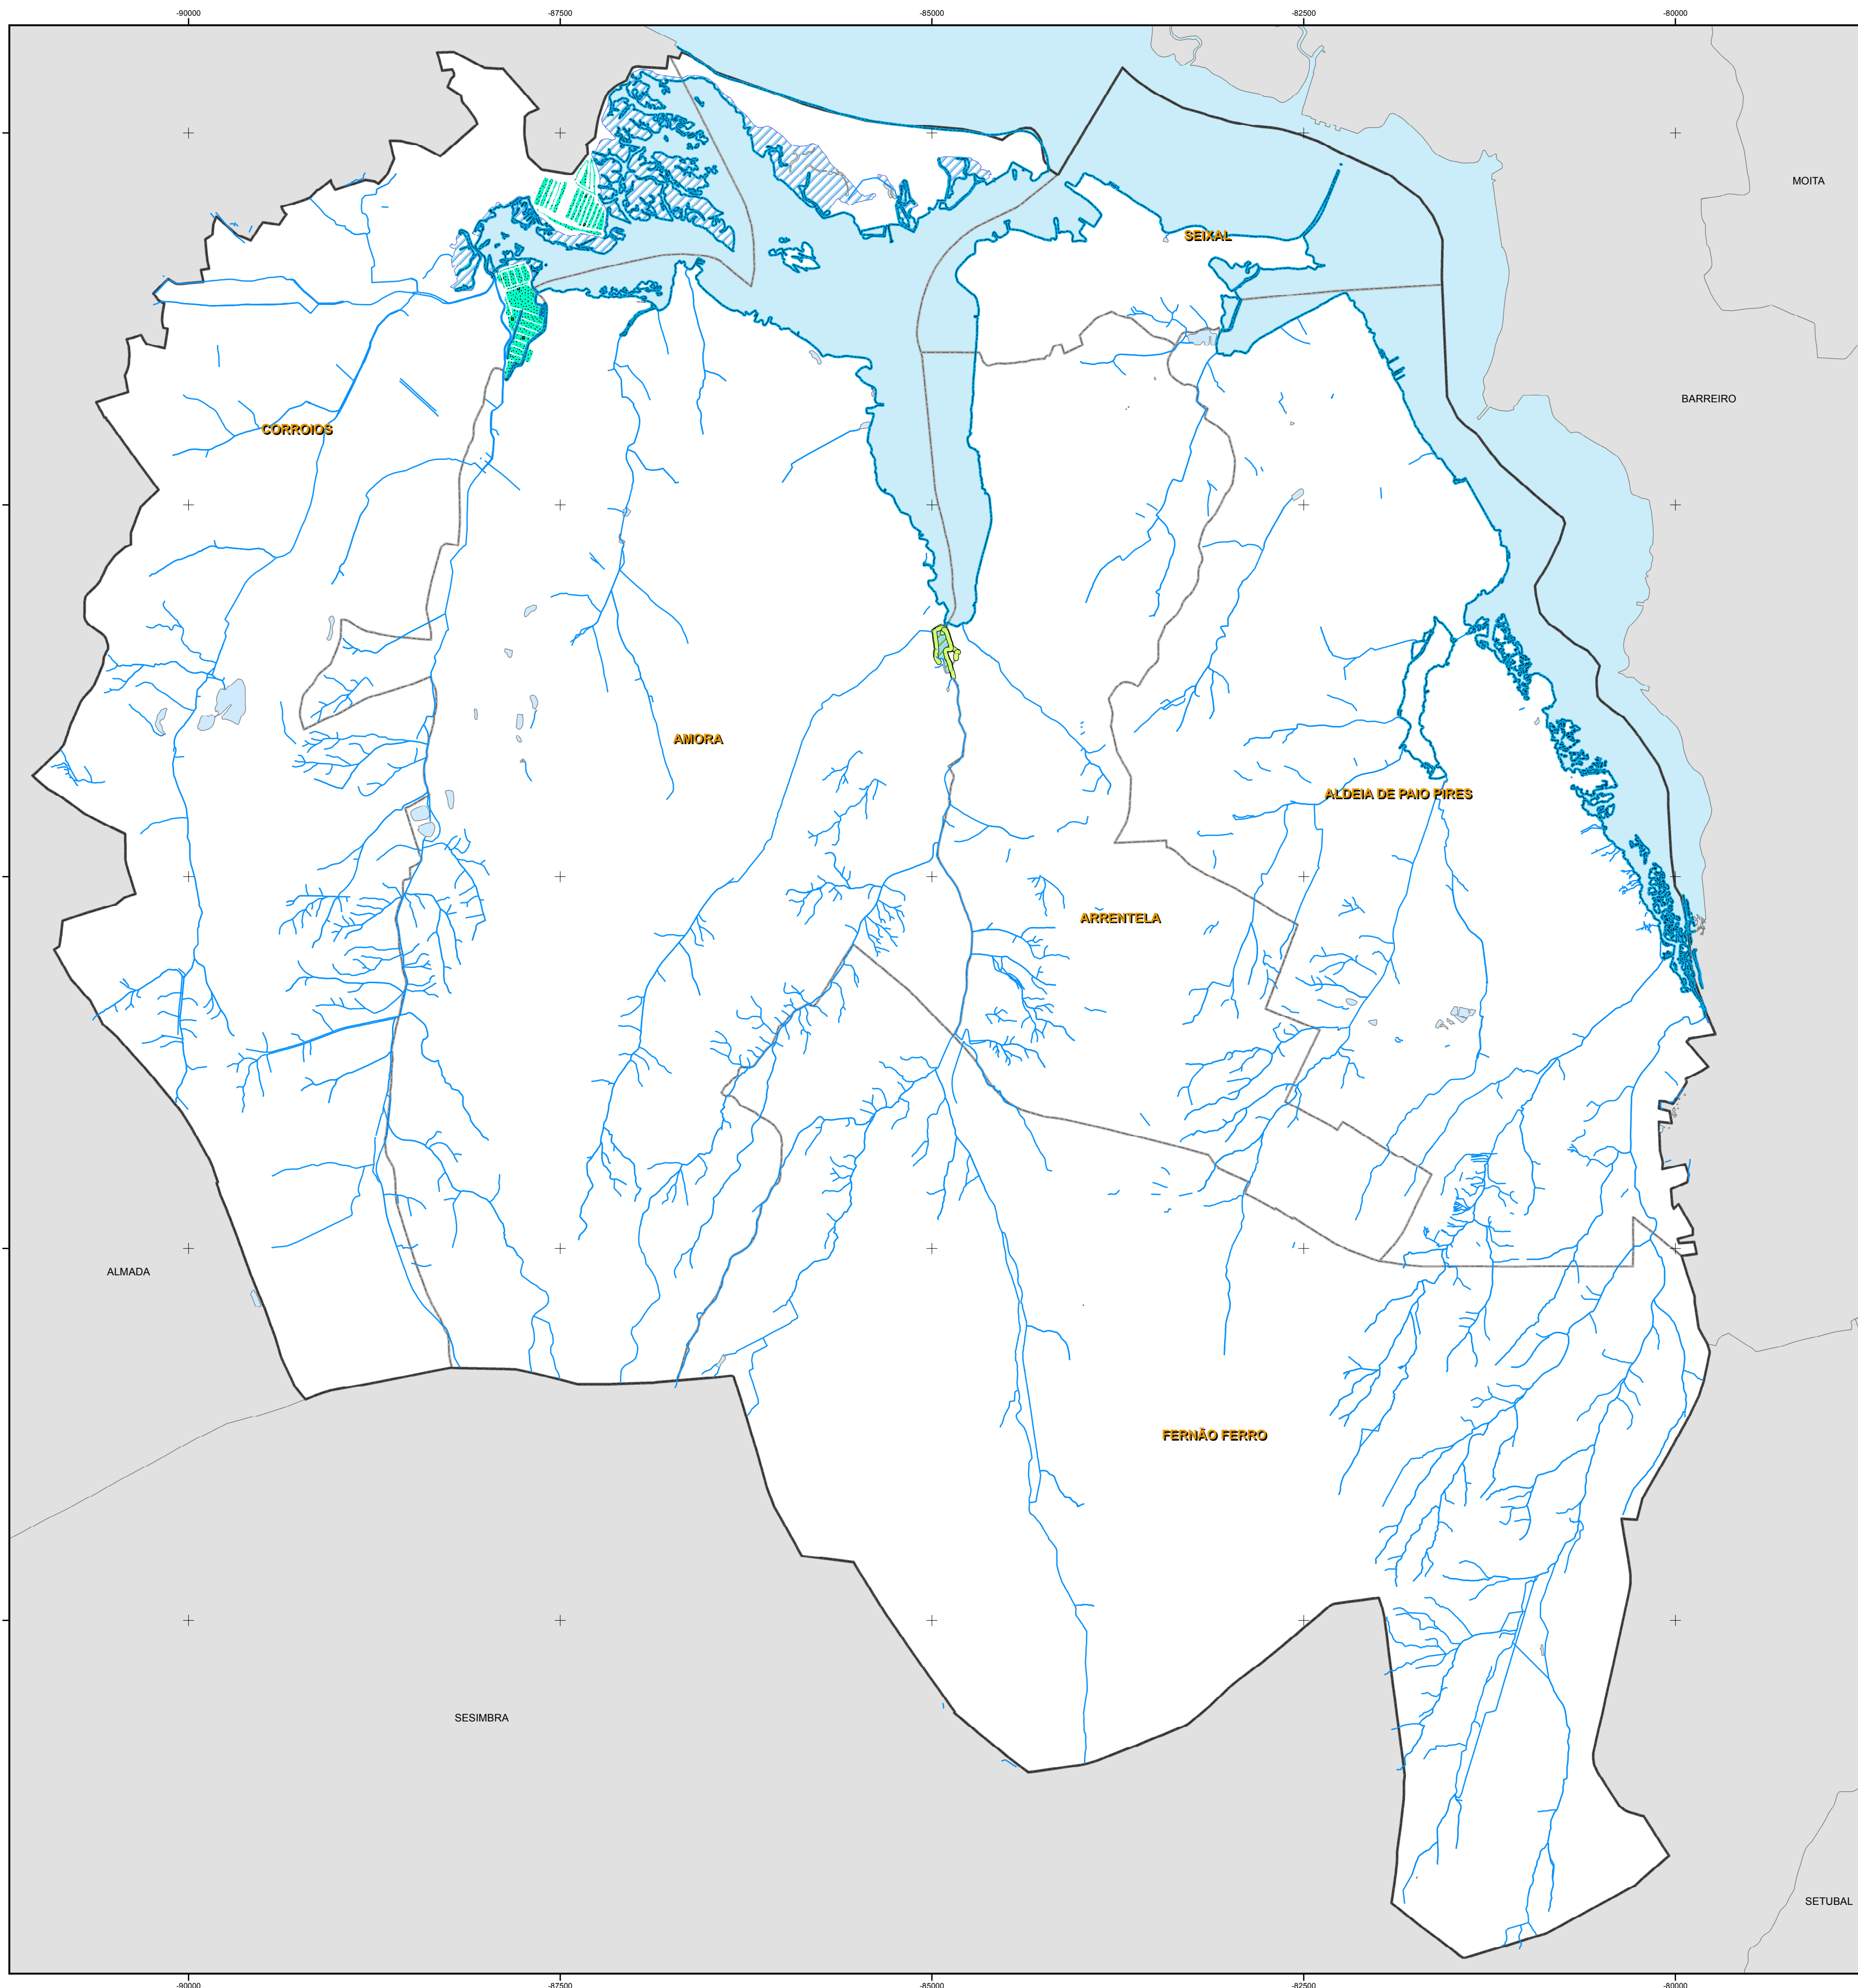 -90000 -87500 -85000 -82500 -80000
MOITA
SEIXAL
BARREIRO
CORROIOS
AMORA
ALDEIA DE PAIO PIRES
ARRENTELA
ALMADA
FERNÃO FERRO
SESIMBRA
SETUBAL
-90000 -87500 -85000 -82500 -80000